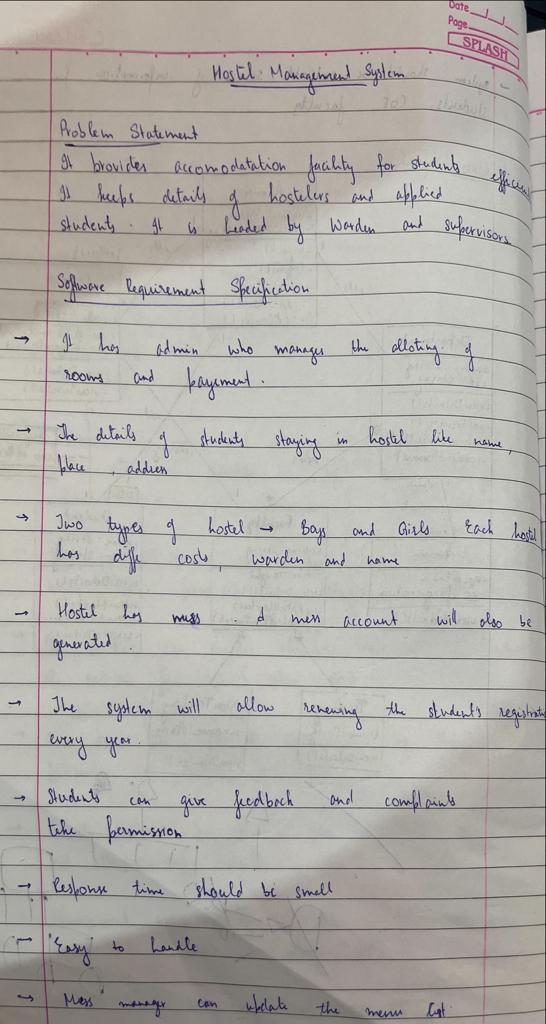 Date
Page
SPLASH
Hostel Management System
Problem Statement
It provides accomodatation facility for students
It keeps details of hostelers and applied
students. It is headed by Warden and supervisors
Software Requirement Specification
→ It has admin who manages the alloting of
rooms and payement.
→ The details of students staying in hostel like name,
place, address
→ Two types of hostel → Boys and Girls Each hostel
has diffe costs, warden and name
→ Hostel has mess. d mess account will also be
generated.
→ The system will allow renewing the student's
every year.
→ Students can give feedback and complaints
take permission
→ Response time should be small
→ "Easy" to handle
→ Mess manager can update the menu list.